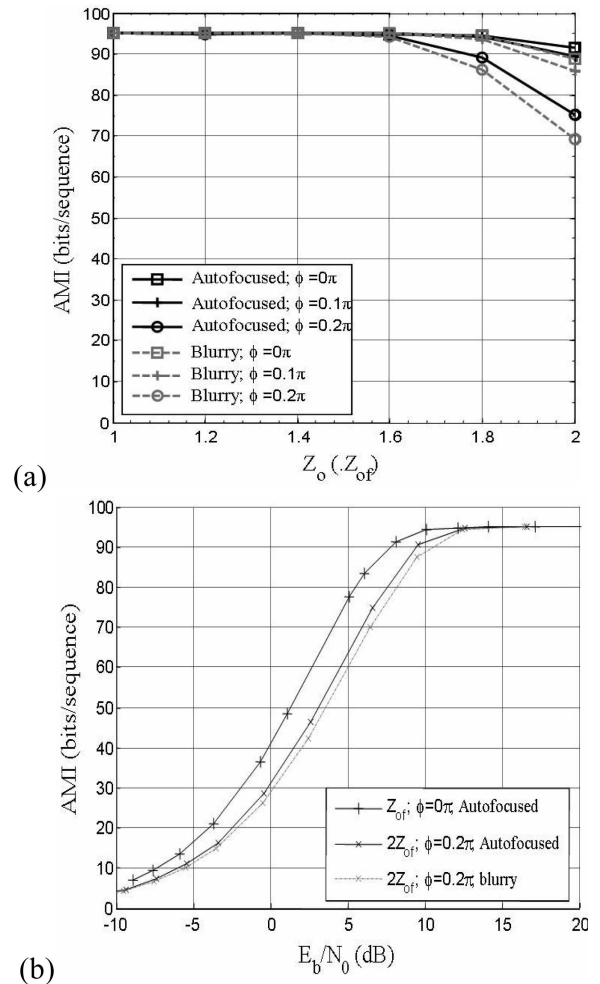 100
90
80
70
60
50
40
30
20
10
0
AMI (bits/sequence)
Autofocused; ϕ =0π
Autofocused; ϕ =0.1π
Autofocused; ϕ =0.2π
Blurry; ϕ =0π
Blurry; ϕ =0.1π
Blurry; ϕ =0.2π
1 1.2 1.4 1.6 1.8 2
Zo (.Zof)
(a)
100
90
80
70
60
50
40
30
20
10
0
AMI (bits/sequence)
Zof; ϕ=0π; Autofocused
2Zof; ϕ=0.2π; Autofocused
2Zof; ϕ=0.2π; blurry
-10 -5 0 5 10 15 20
Eb/N0 (dB)
(b)